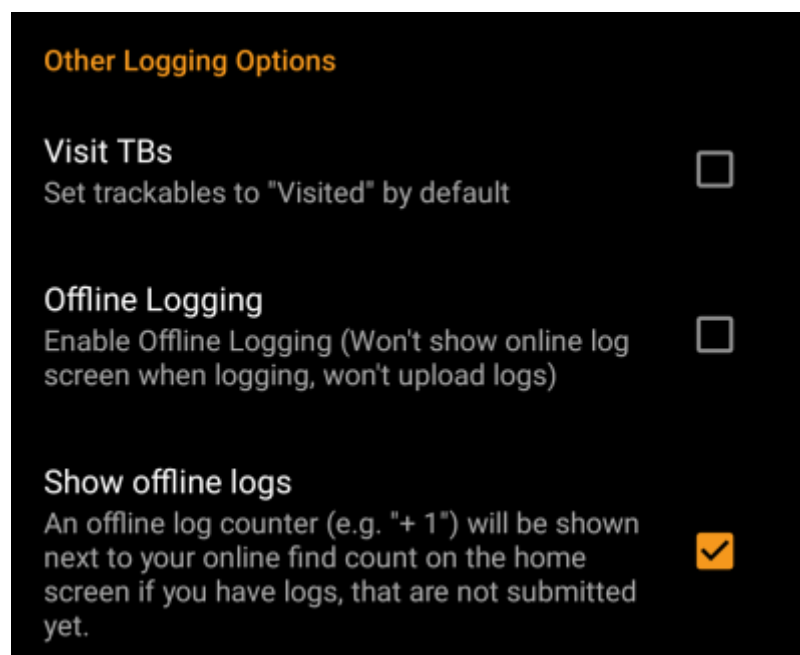 Other Logging Options
Visit TBs
Set trackables to "Visited" by default
Offline Logging
Enable Offline Logging (Won't show online log
screen when logging, won't upload logs)
Show offline logs
An offline log counter (e.g. "+ 1") will be shown
next to your online find count on the home
screen if you have logs, that are not submitted
yet.